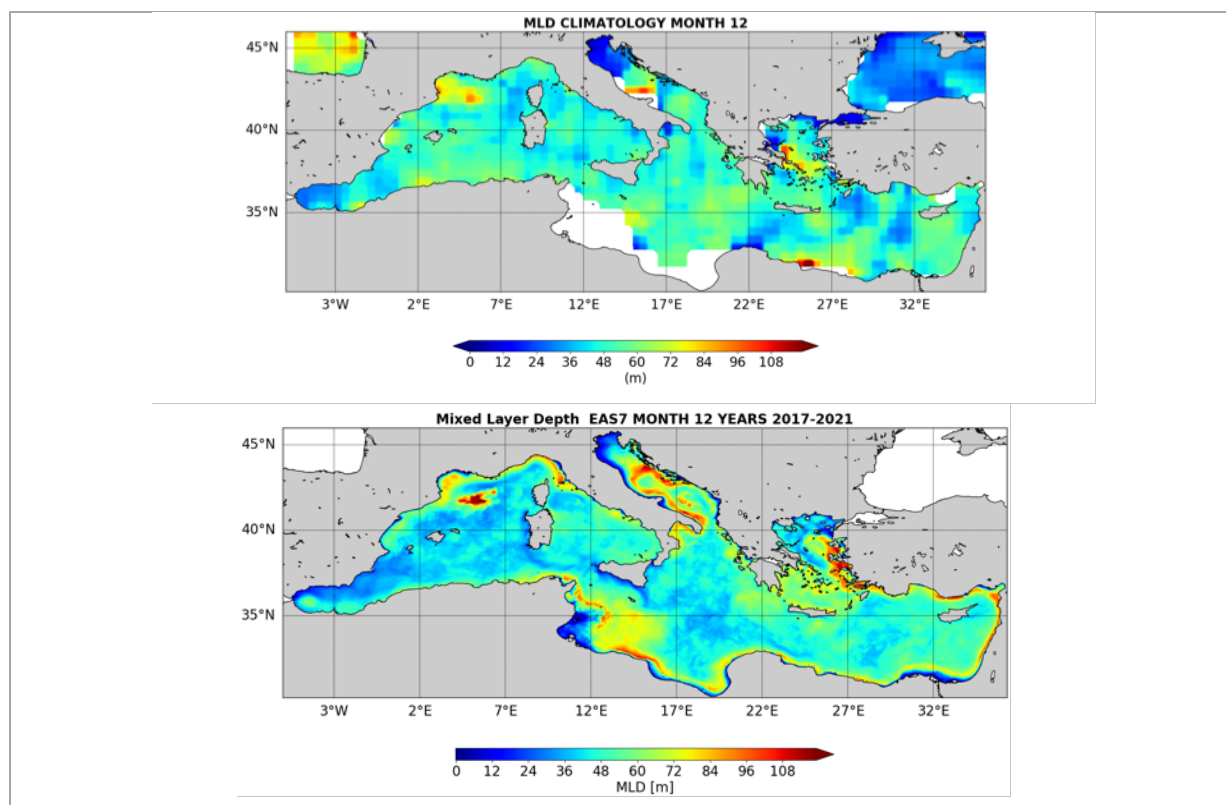 MLD CLIMATOLOGY MONTH 12
45°N
40°N
35°N
3°W 2°E 7°E 12°E 17°E 22°E 27°E 32°E
0 12 24 36 48 60 72 84 96 108
(m)
Mixed Layer Depth EAS7 MONTH 12 YEARS 2017-2021
45°N
40°N
35°N
3°W 2°E 7°E 12°E 17°E 22°E 27°E 32°E
0 12 24 36 48 60 72 84 96 108
MLD [m]